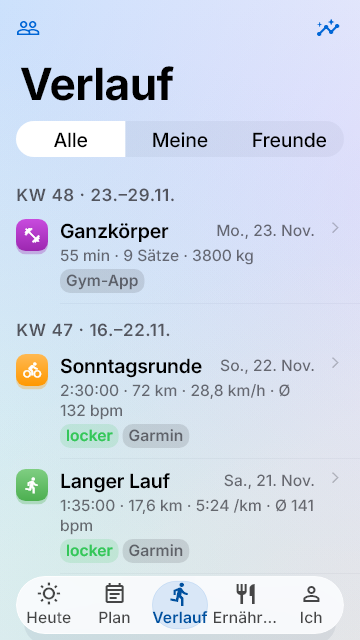 Verlauf
Alle
Meine
Freunde
KW 48 · 23.–29.11.
Ganzkörper
Mo., 23. Nov.
55 min · 9 Sätze · 3800 kg
Gym-App
KW 47 · 16.–22.11.
Sonntagsrunde
So., 22. Nov.
2:30:00 · 72 km · 28,8 km/h · Ø
132 bpm
locker
Garmin
Langer Lauf
Sa., 21. Nov.
1:35:00 · 17,6 km · 5:24 /km · Ø 141
bpm
locker
Garmin
Heute
Plan
Verlauf
Ernähr…
Ich